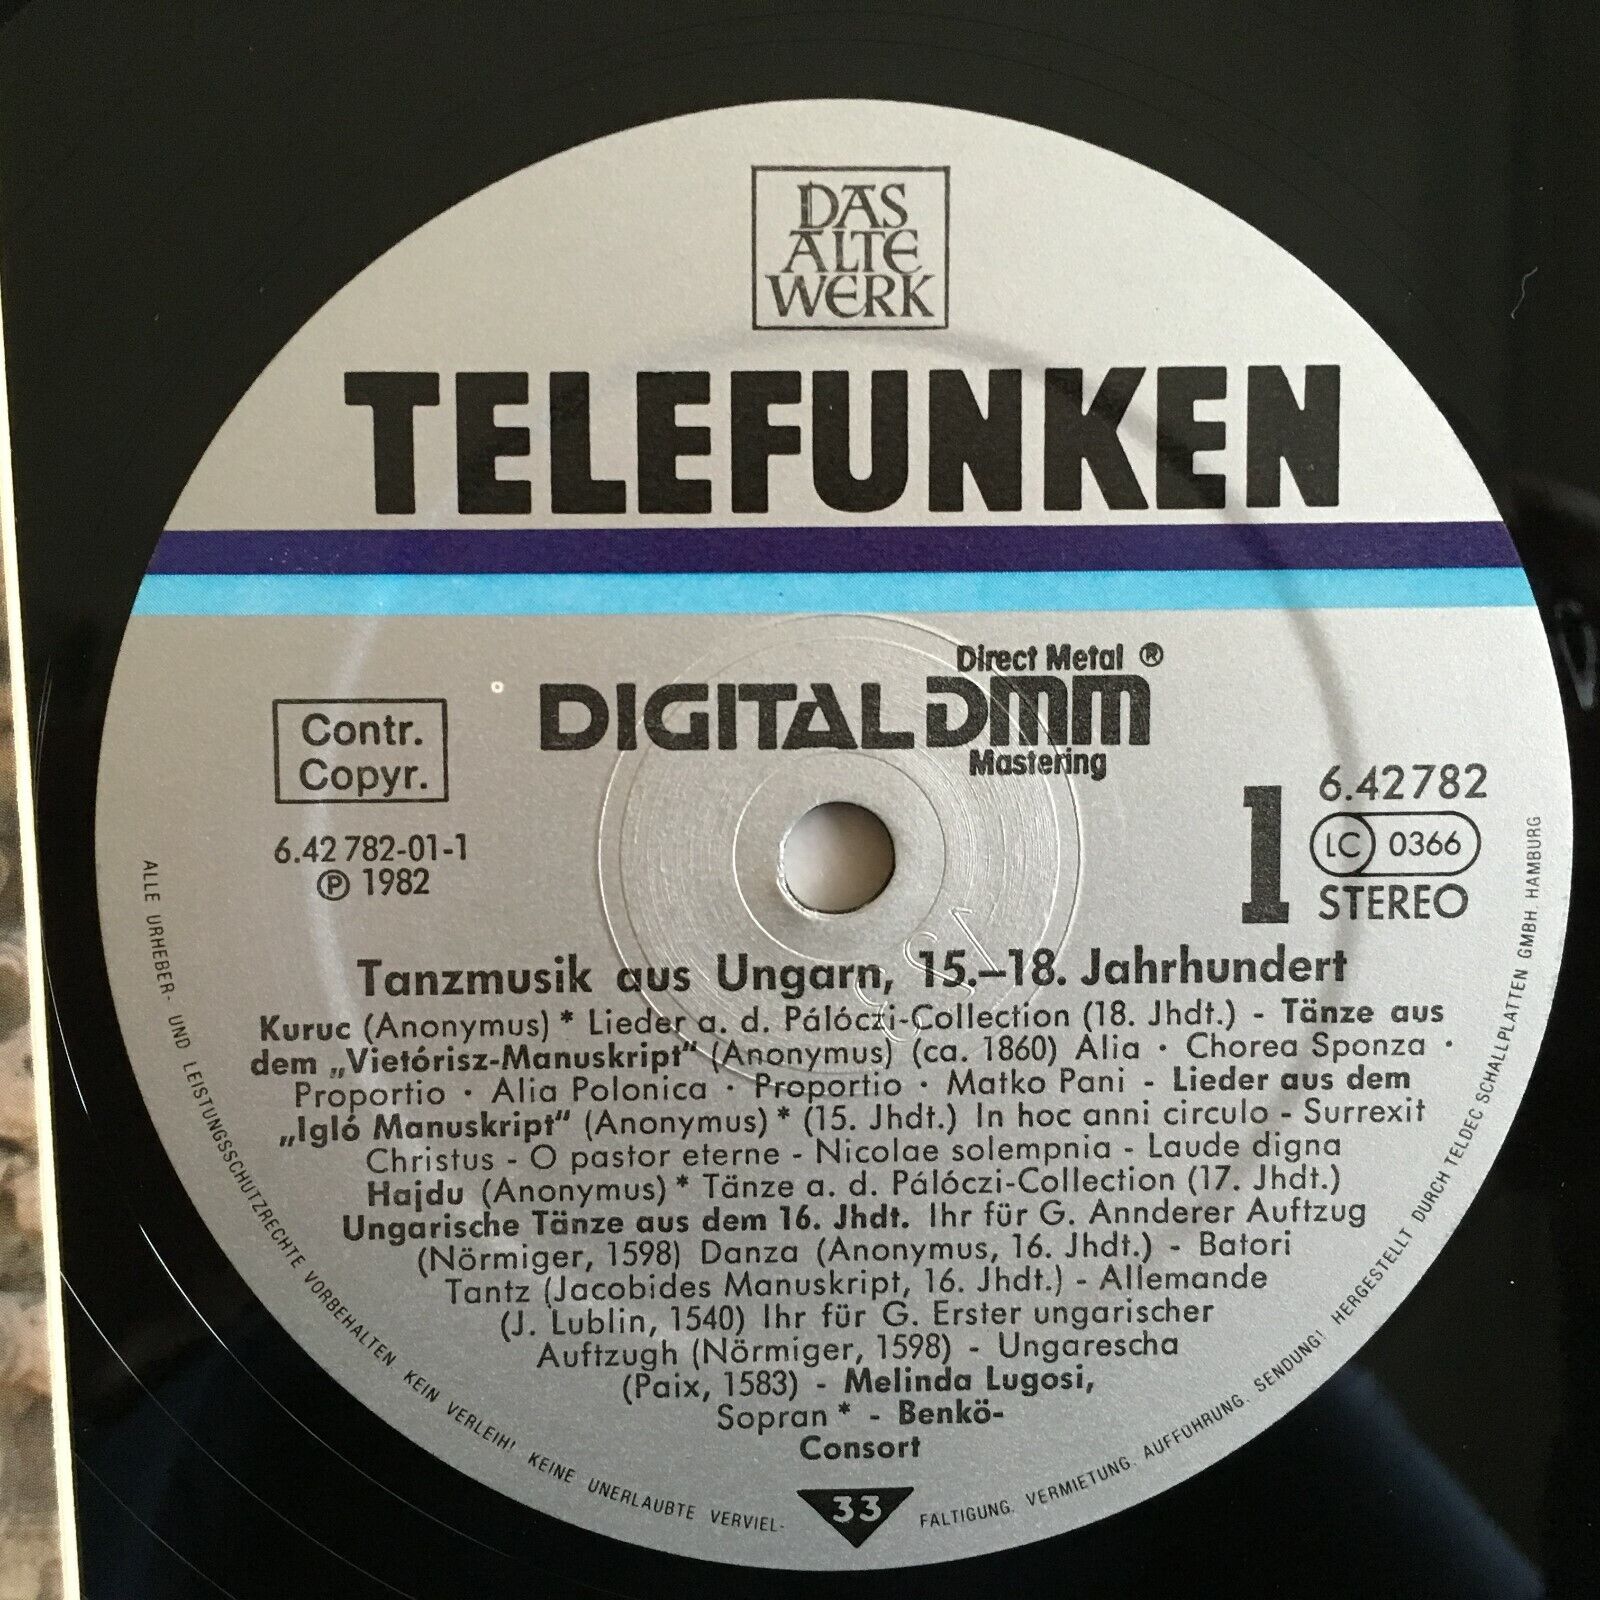 DAS
ALTE
WERK
TELEFUNKEN
Direct Metal ®
DIGITAL DMM
Mastering
Contr.
Copyr.
6.42 782-01-1
℗ 1982
1
6.42782
LC 0366
STEREO
Tanzmusik aus Ungarn, 15.–18. Jahrhundert
Kuruc (Anonymus) * Lieder a. d. Pálóczi-Collection (18. Jhdt.) - Tänze aus
dem „Vietórisz-Manuskript“ (Anonymus) (ca. 1860) Alia · Chorea Sponza ·
Proportio · Alia Polonica · Proportio · Matko Pani - Lieder aus dem
„Igló Manuskript“ (Anonymus) * (15. Jhdt.) In hoc anni circulo - Surrexit
Christus - O pastor eterne - Nicolae solempnia - Laude digna
Hajdu (Anonymus) * Tänze a. d. Pálóczi-Collection (17. Jhdt.)
Ungarische Tänze aus dem 16. Jhdt. Ihr für G. Annderer Auftzug
(Nörmiger, 1598) Danza (Anonymus, 16. Jhdt.) - Batori
Tantz (Jacobides Manuskript, 16. Jhdt.) - Allemande
(J. Lublin, 1540) Ihr für G. Erster ungarischer
Auftzugh (Nörmiger, 1598) - Ungarescha
(Paix, 1583) - Melinda Lugosi,
Sopran * - Benkö-
Consort
33
ALLE URHEBER- UND LEISTUNGSSCHUTZRECHTE VORBEHALTEN KEIN VERLEIH! KEINE UNERLAUBTE VERVIEL-
FÄLTIGUNG. VERMIETUNG. AUFFÜHRUNG. SENDUNG! HERGESTELLT DURCH TELDEC SCHALLPLATTEN GMBH. HAMBURG